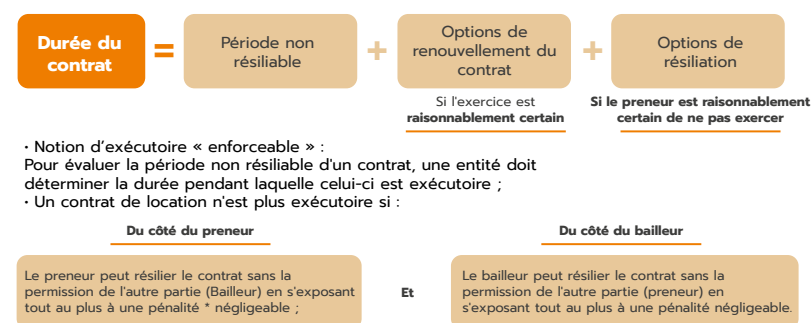 Durée du
contrat
=
Période non
résiliable
+
Options de
renouvellement du
contrat
+
Options de
résiliation
Si l'exercice est
raisonnablement certain
Si le preneur est raisonnablement
certain de ne pas exercer
• Notion d’exécutoire « enforceable » :
Pour évaluer la période non résiliable d'un contrat, une entité doit
déterminer la durée pendant laquelle celui-ci est exécutoire ;
• Un contrat de location n'est plus exécutoire si :
Du côté du preneur
Du côté du bailleur
Le preneur peut résilier le contrat sans la
permission de l'autre partie (Bailleur) en s'exposant
tout au plus à une pénalité * négligeable ;
Et
Le bailleur peut résilier le contrat sans la
permission de l'autre partie (preneur) en
s'exposant tout au plus à une pénalité négligeable.